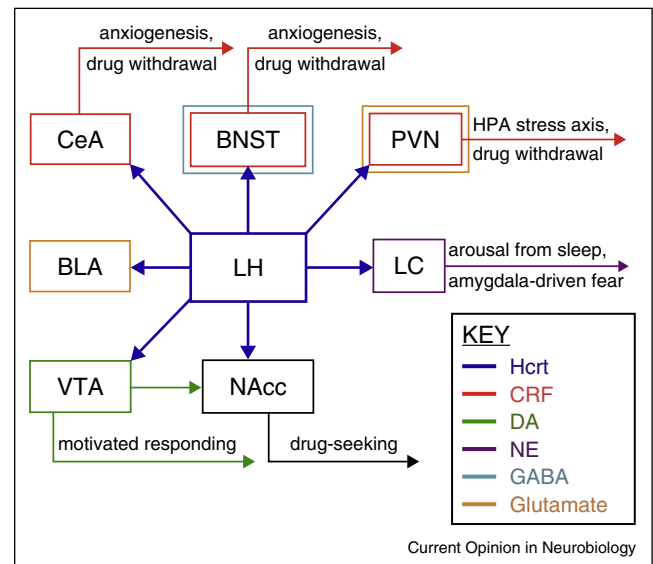 anxiogenesis,
drug withdrawal
anxiogenesis,
drug withdrawal
CeA
BNST
PVN
HPA stress axis,
drug withdrawal
BLA
LH
LC
arousal from sleep,
amygdala-driven fear
VTA
NAcc
motivated responding
drug-seeking
KEY
Hcrt
CRF
DA
NE
GABA
Glutamate
Current Opinion in Neurobiology